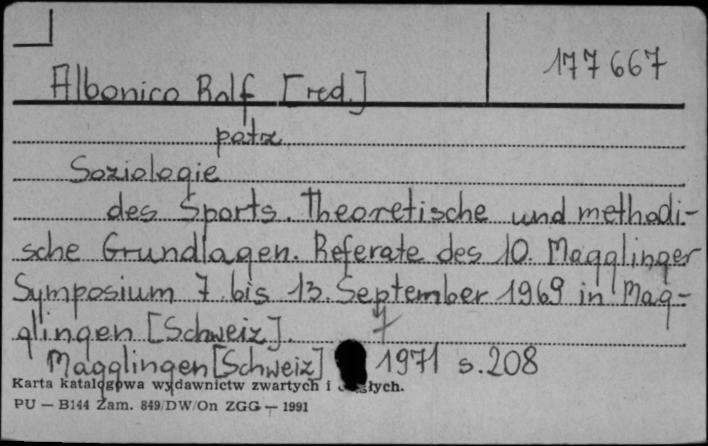 177667
Albonico Rolf [red.]
patrz
Soziologie
des Sports. Theoretische und methodi-
sche Grundlagen. Referate des 10. Magglinger
Symposium 7. bis 13. September 1969 in Mag-
glingen [Schweiz].
Magglingen [Schweiz] 1971 s. 208
Karta katalogowa wydawnictw zwartych i ciągłych.
PU — B144 Zam. 849/DW/On ZGG — 1991